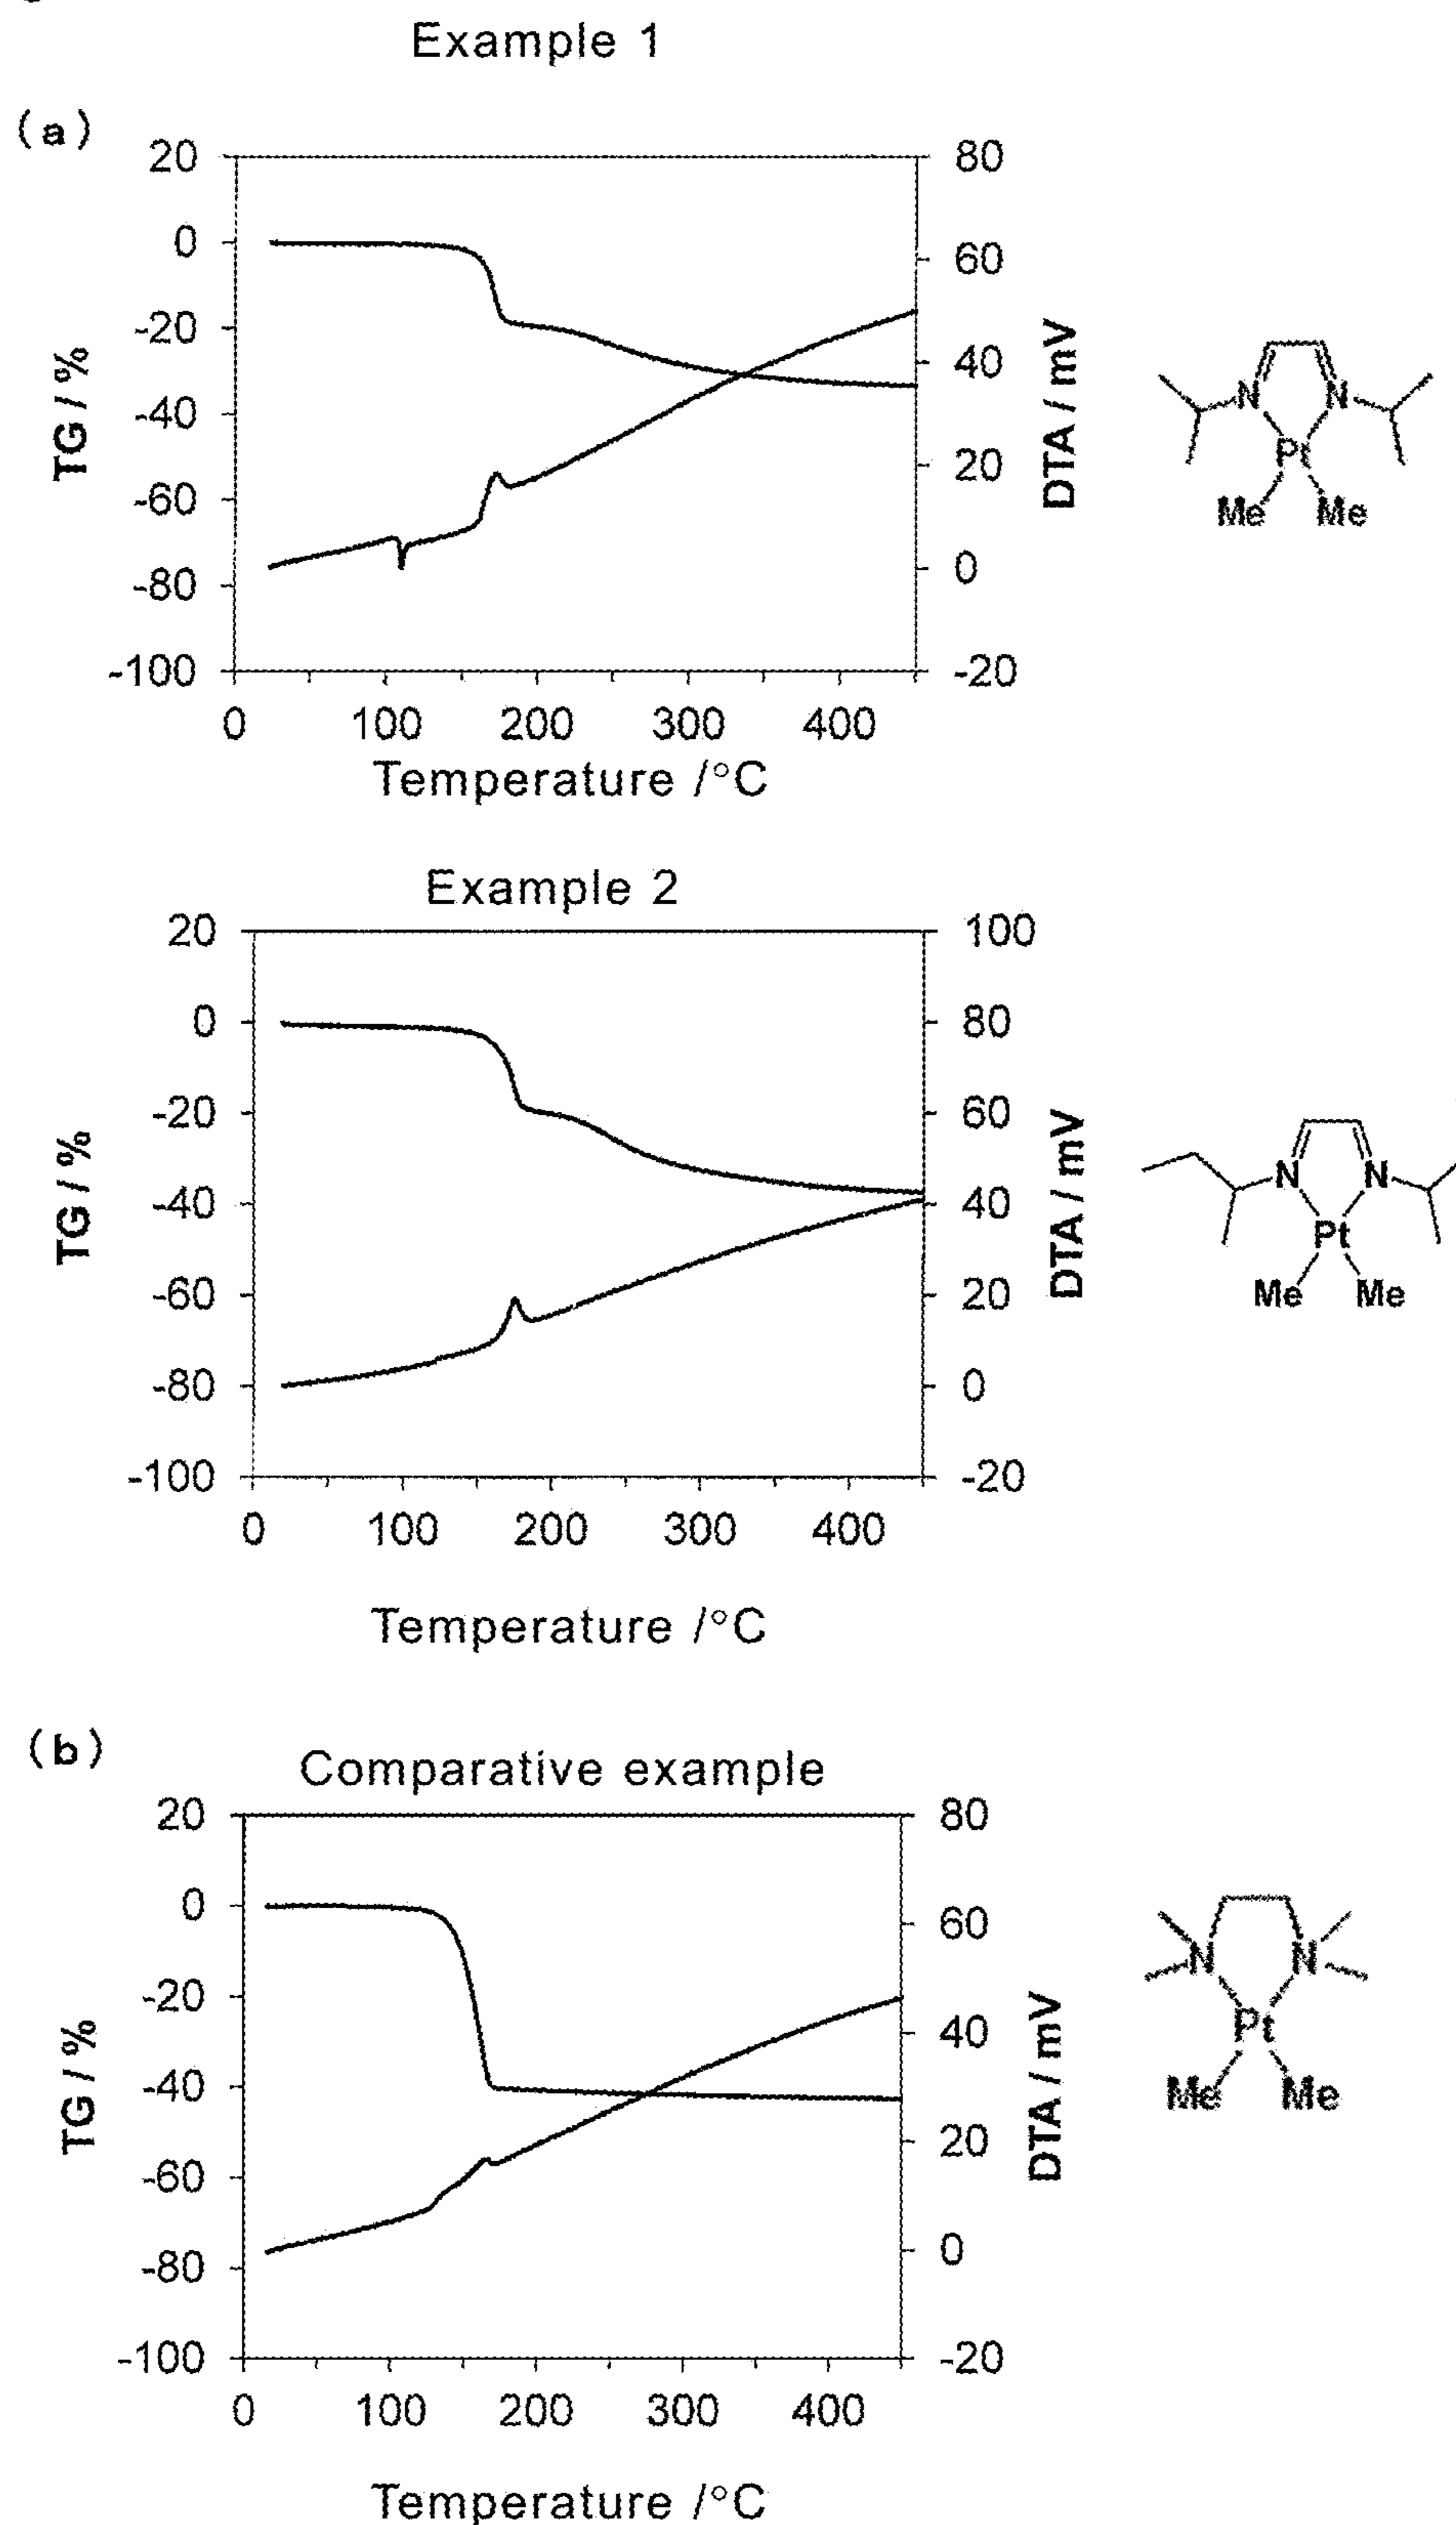 Example 1
(a)
20 80
0 60
-20 40
-40 20
-60 0
-80
-100 -20
TG / %
DTA / mV
0 100 200 300 400
Temperature /°C
N N
Pt
Me Me
Example 2
20 100
0 80
-20 60
-40 40
-60 20
-80 0
-100 -20
TG / %
DTA / mV
0 100 200 300 400
Temperature /°C
N N
Pt
Me Me
(b)
Comparative example
20 80
0 60
-20 40
-40 20
-60 0
-80
-100 -20
TG / %
DTA / mV
0 100 200 300 400
Temperature /°C
N N
Pt
Me Me